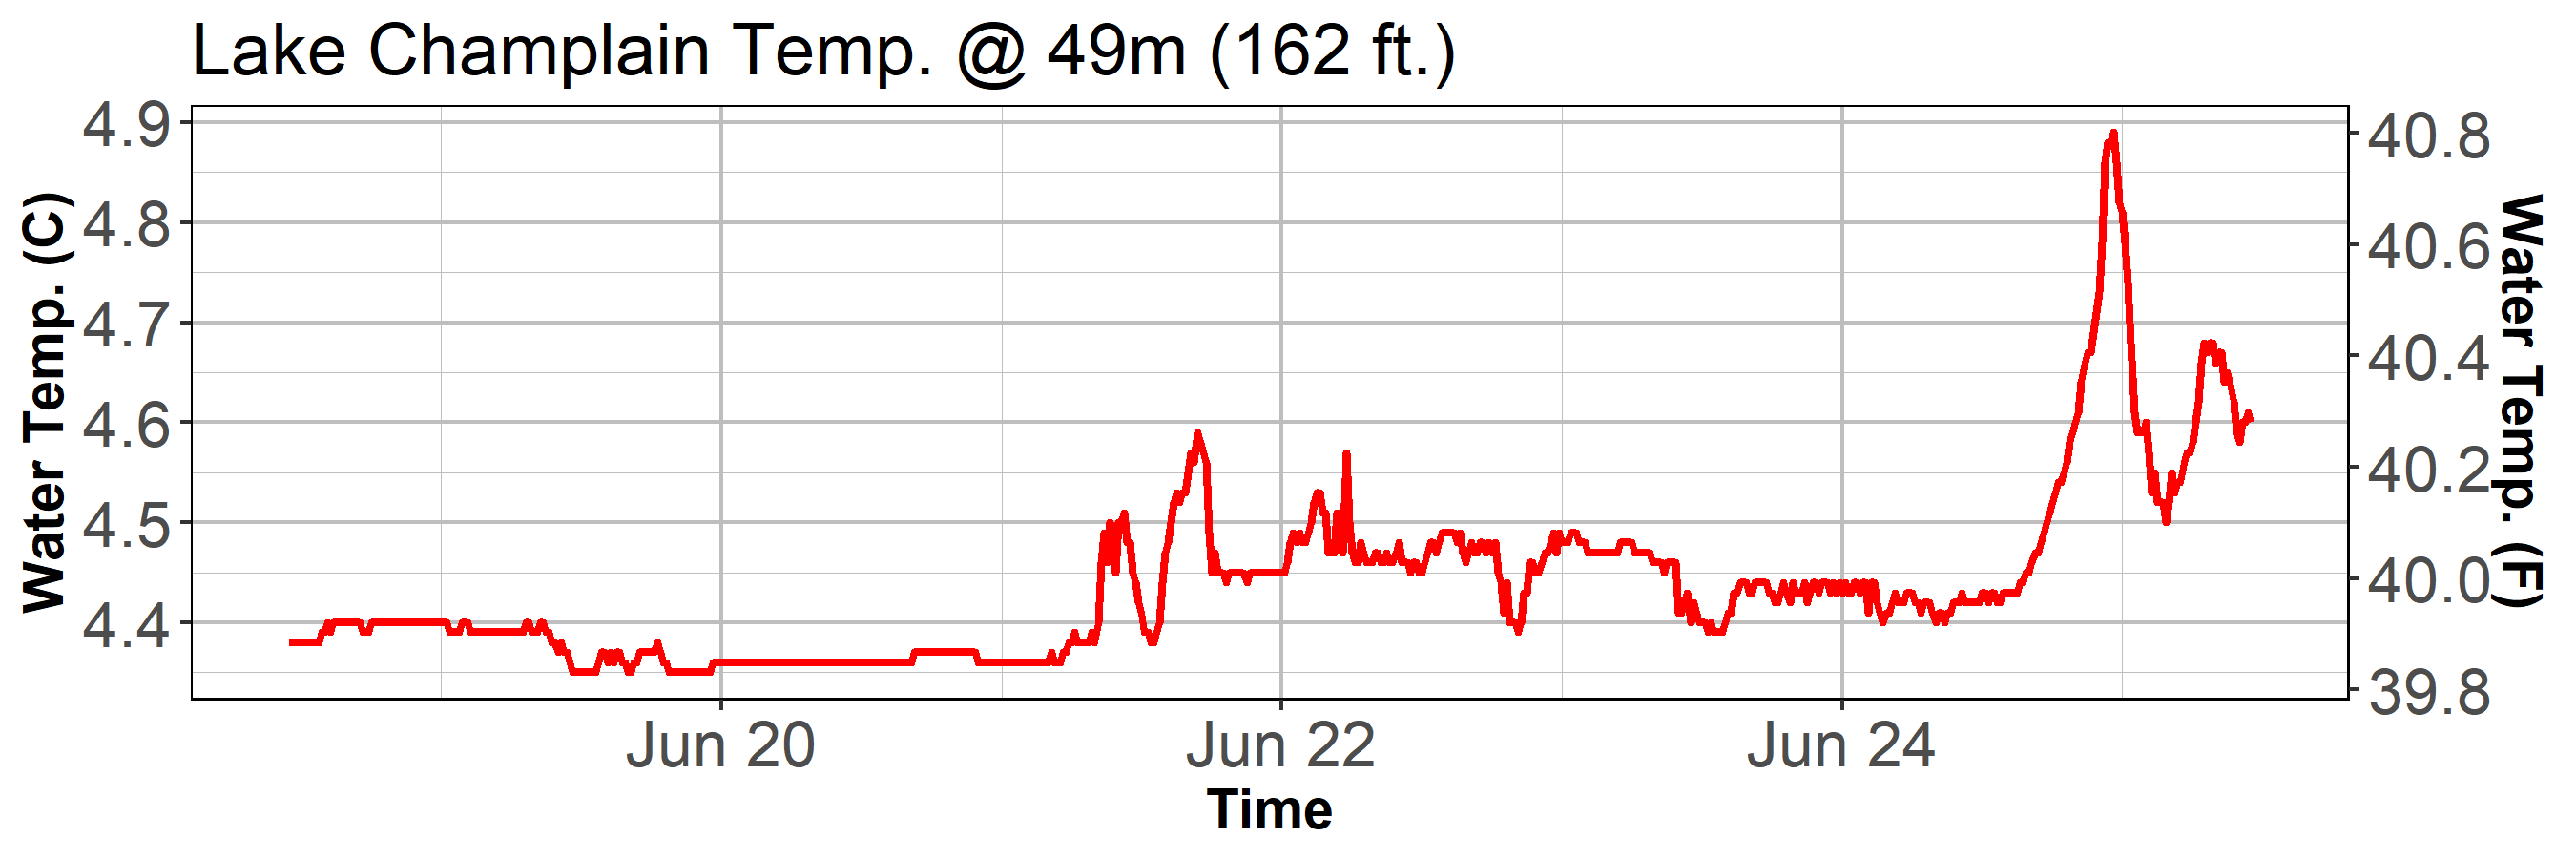 Lake Champlain Temp. @ 49m (162 ft.)
Water Temp. (C)
4.9
4.8
4.7
4.6
4.5
4.4
40.8
40.6
40.4
40.2
40.0
39.8
Water Temp. (F)
Jun 20 Jun 22 Jun 24
Time